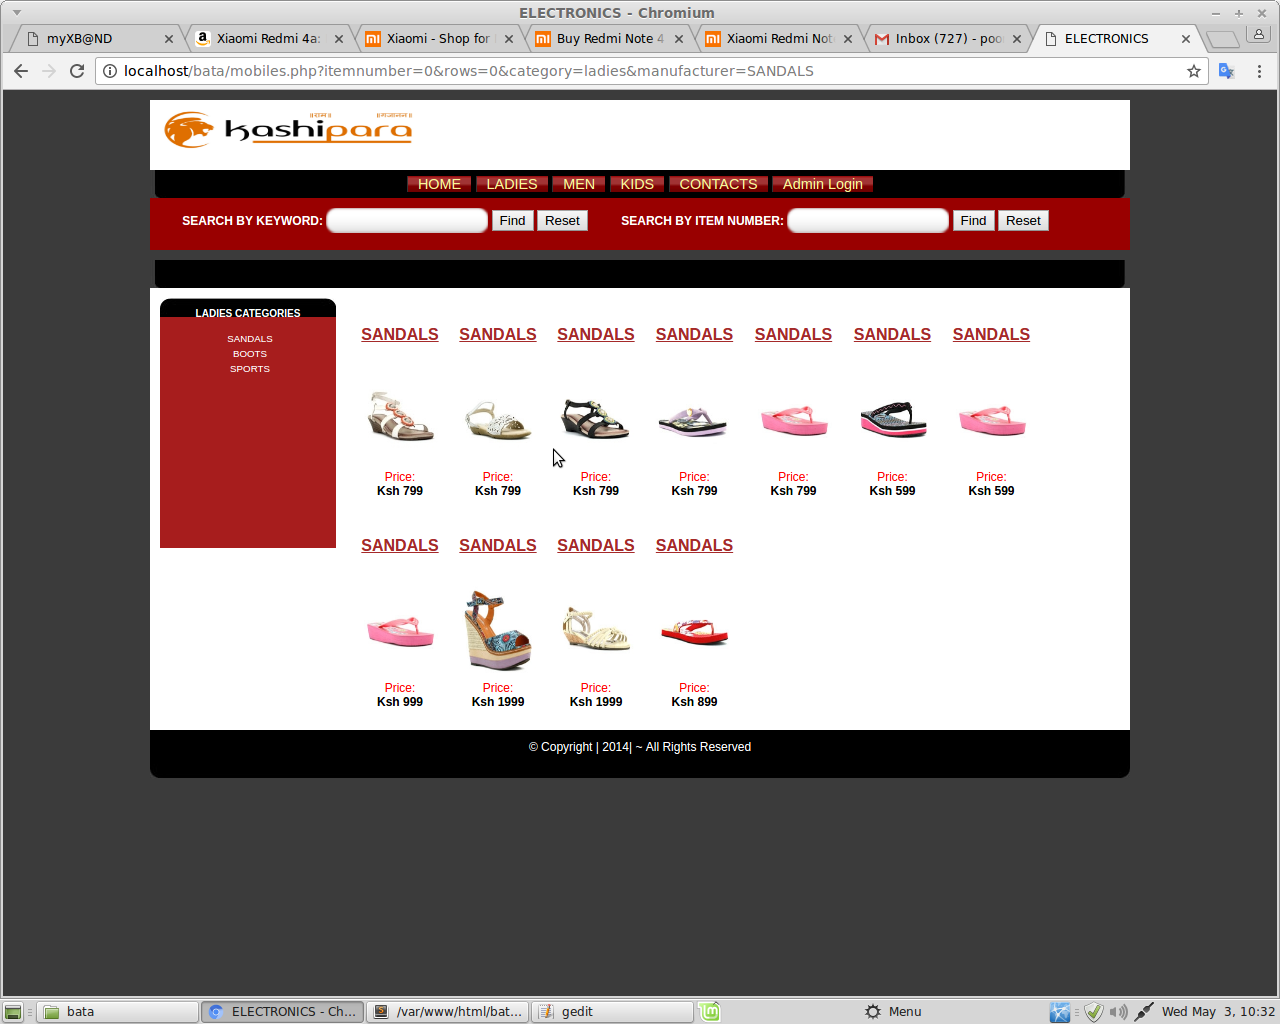 ELECTRONICS - Chromium
myXB@ND
Xiaomi Redmi 4a:
Xiaomi - Shop for
Buy Redmi Note 4
Xiaomi Redmi Not
Inbox (727) - poo
ELECTRONICS
localhost/bata/mobiles.php?itemnumber=0&rows=0&category=ladies&manufacturer=SANDALS
kashipara
HOME LADIES MEN KIDS CONTACTS Admin Login
SEARCH BY KEYWORD: Find Reset SEARCH BY ITEM NUMBER: Find Reset
LADIES CATEGORIES
SANDALS
BOOTS
SPORTS
SANDALS SANDALS SANDALS SANDALS SANDALS SANDALS SANDALS
Price: Price: Price: Price: Price: Price: Price:
Ksh 799 Ksh 799 Ksh 799 Ksh 799 Ksh 799 Ksh 599 Ksh 599
SANDALS SANDALS SANDALS SANDALS
Price: Price: Price: Price:
Ksh 999 Ksh 1999 Ksh 1999 Ksh 899
© Copyright | 2014| ~ All Rights Reserved
bata
ELECTRONICS - Ch...
/var/www/html/bat...
gedit
Menu
Wed May 3, 10:32